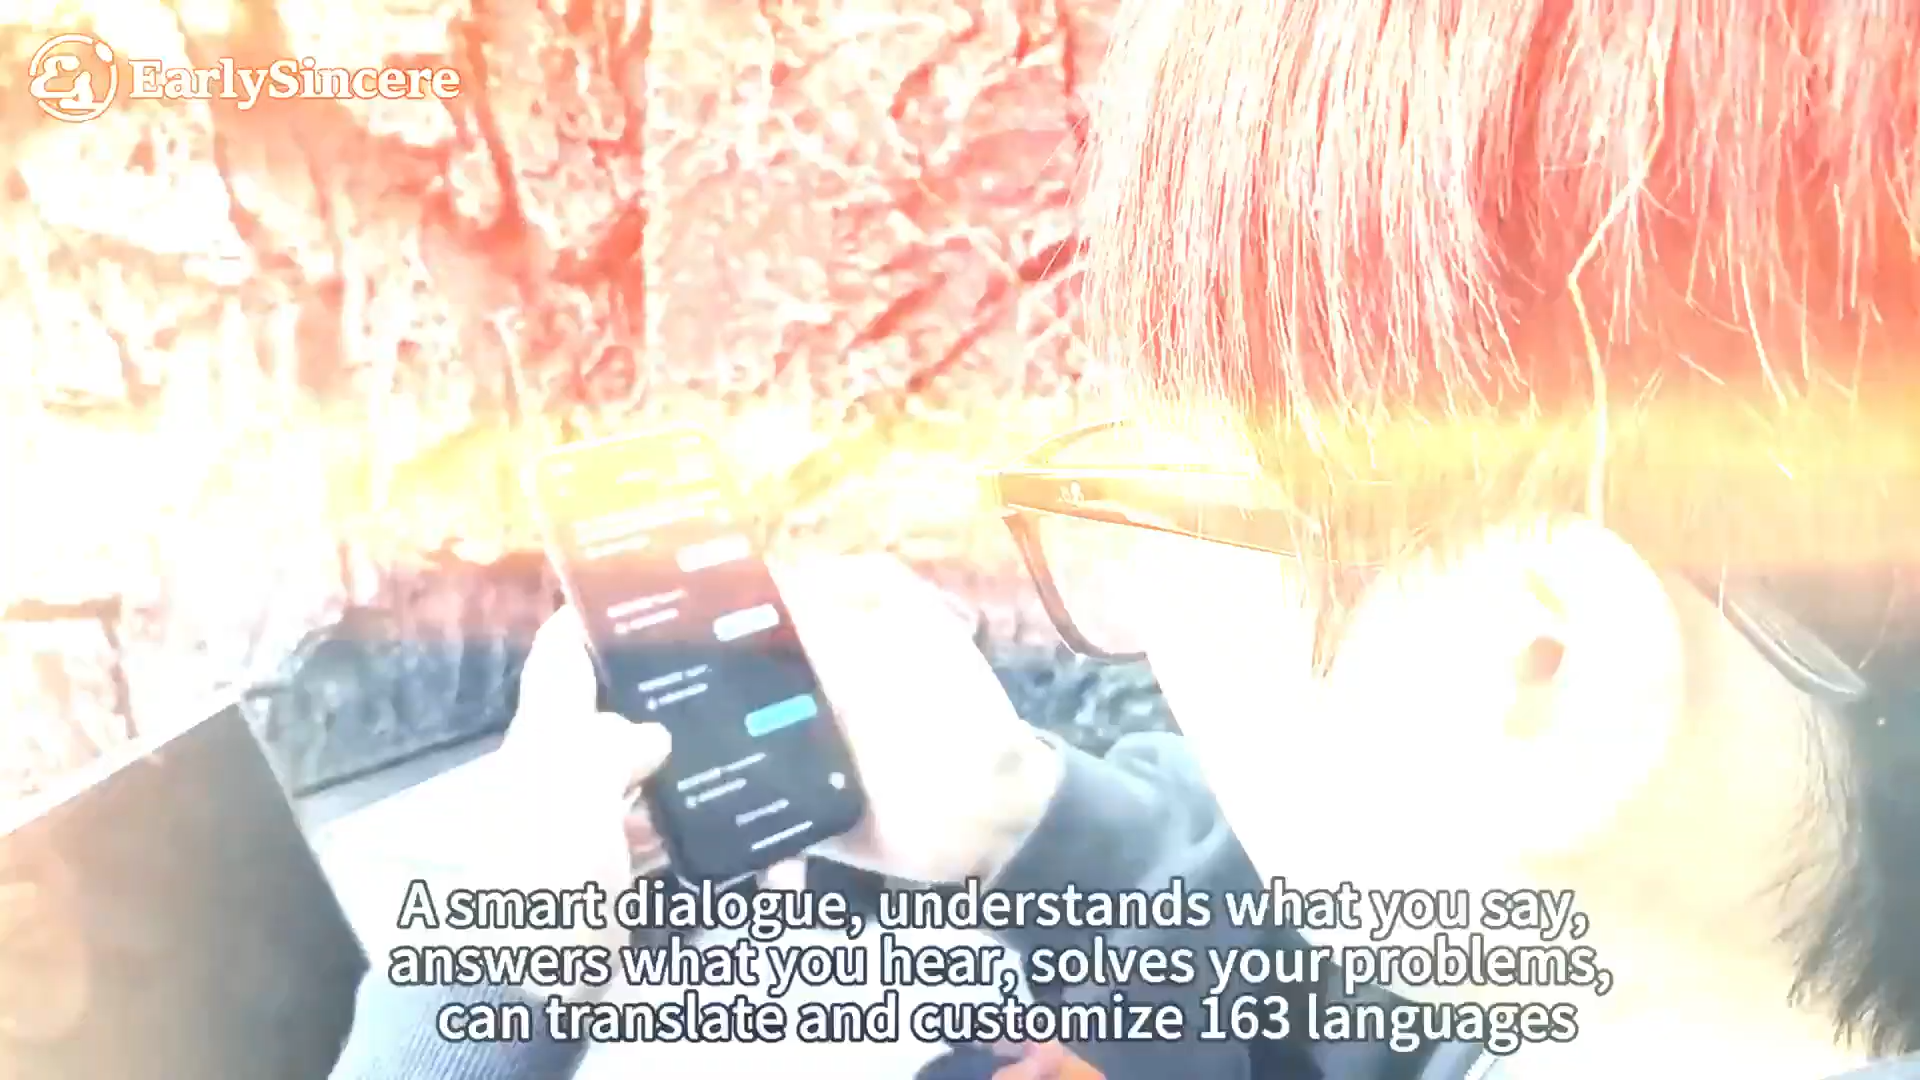 EarlySincere
A smart dialogue, understands what you say,
answers what you hear, solves your problems,
can translate and customize 163 languages